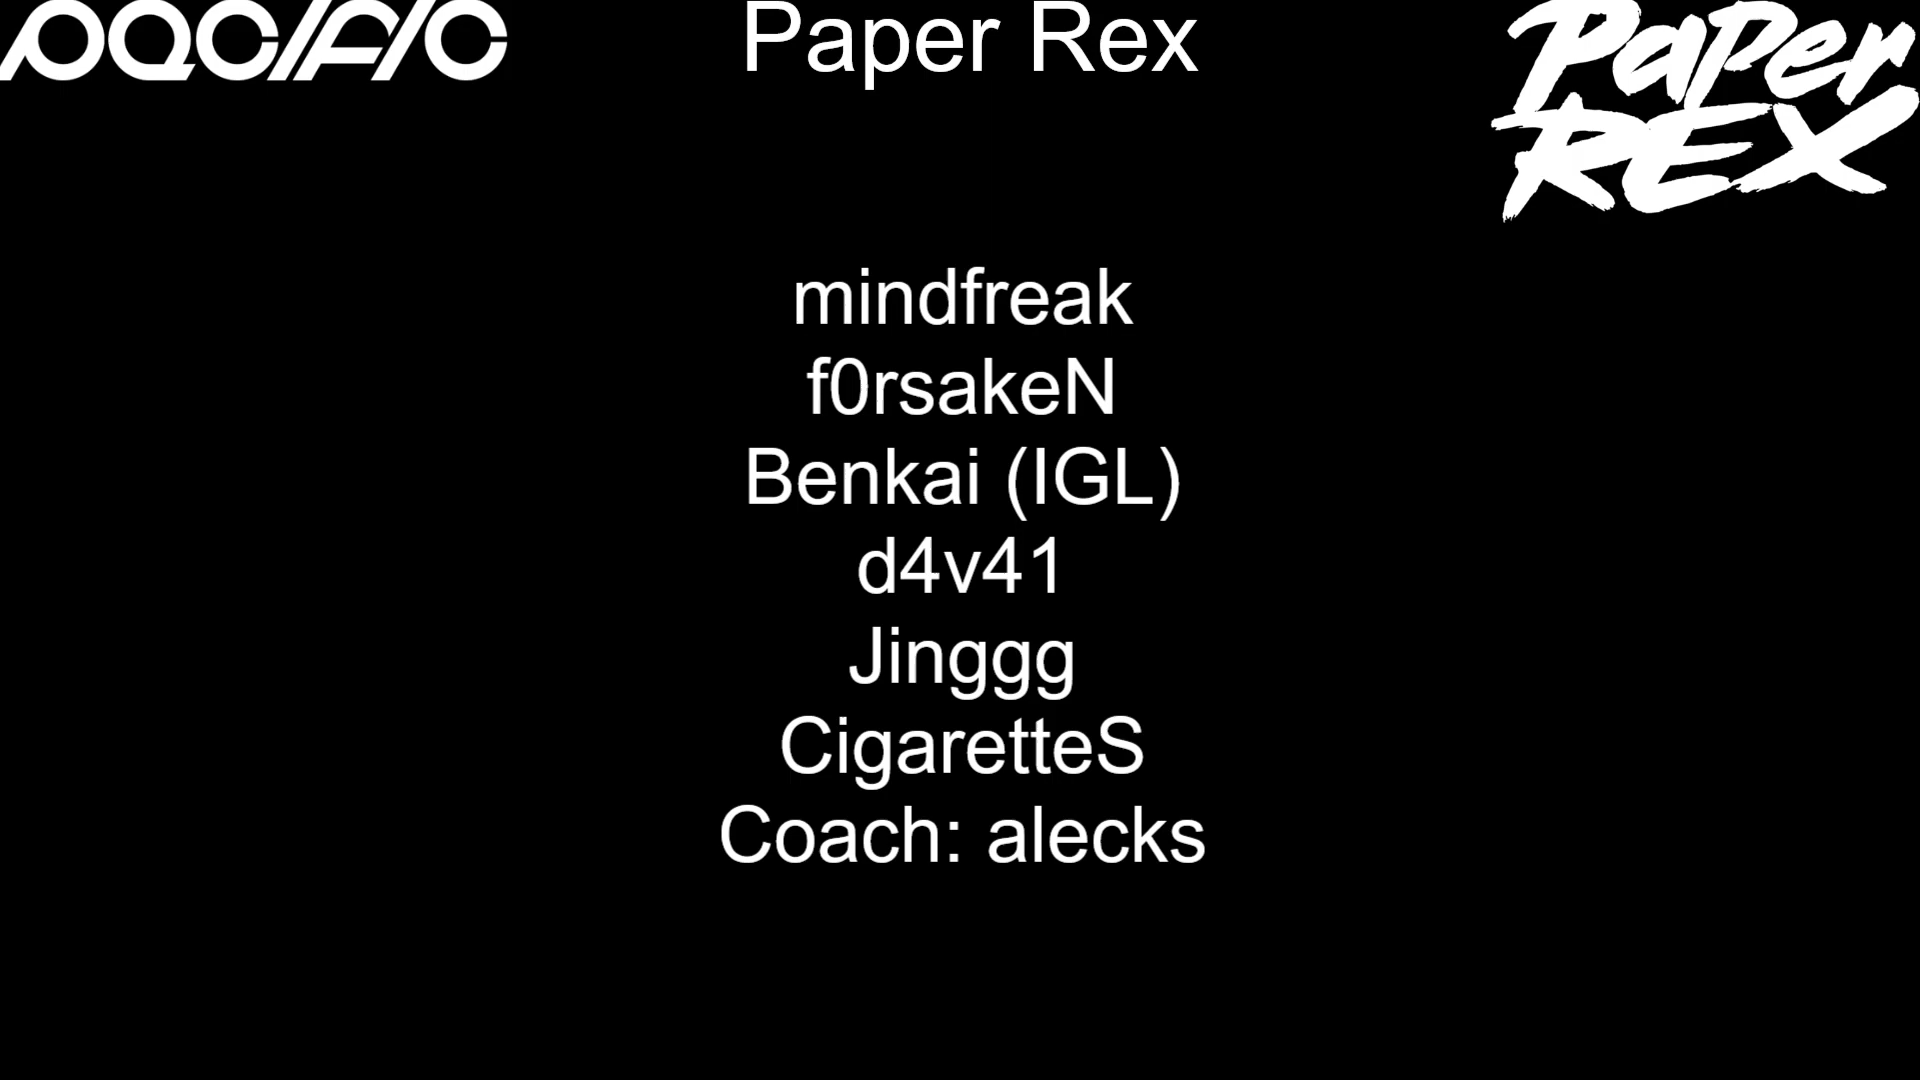 PACIFIC
Paper Rex
Paper
REX
mindfreak
f0rsakeN
Benkai (IGL)
d4v41
Jinggg
CigaretteS
Coach: alecks